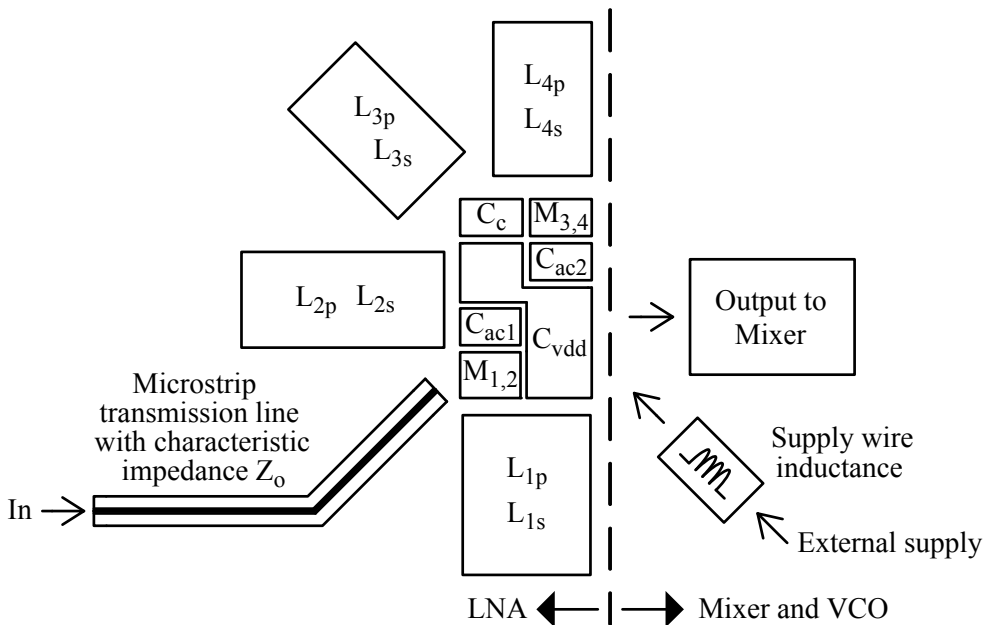 L4p
L4s
L3p
L3s
Cc
M3,4
Cac2
L2p L2s
Cac1
Cvdd
M1,2
Output to
Mixer
Microstrip
transmission line
with characteristic
impedance Zo
Supply wire
inductance
L1p
L1s
In
External supply
LNA
Mixer and VCO